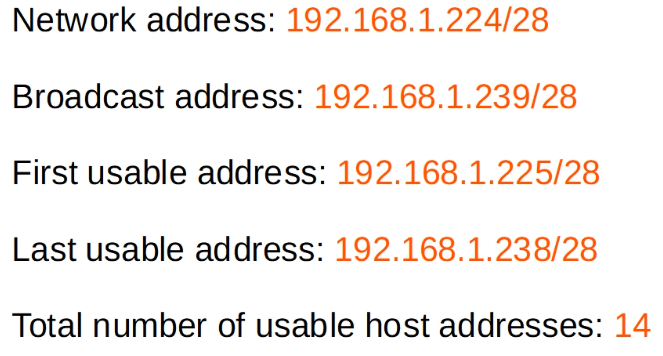 Network address: 192.168.1.224/28
Broadcast address: 192.168.1.239/28
First usable address: 192.168.1.225/28
Last usable address: 192.168.1.238/28
Total number of usable host addresses: 14